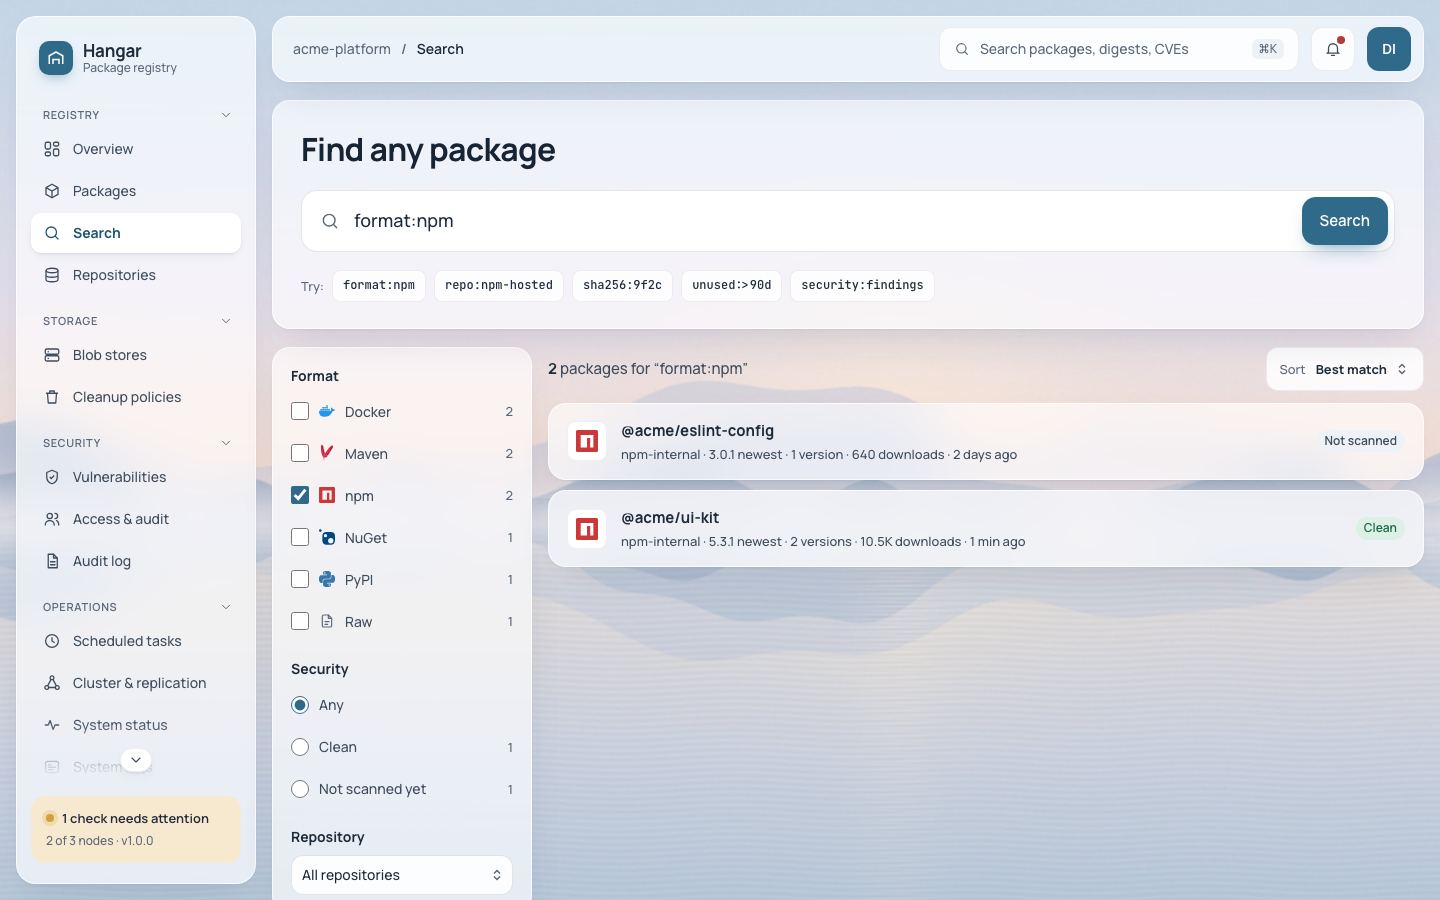 Hangar
Package registry
REGISTRY
Overview
Packages
Search
Repositories
STORAGE
Blob stores
Cleanup policies
SECURITY
Vulnerabilities
Access & audit
Audit log
OPERATIONS
Scheduled tasks
Cluster & replication
System status
1 check needs attention
2 of 3 nodes · v1.0.0
acme-platform / Search
Search packages, digests, CVEs
⌘K
DI
Find any package
format:npm
Search
Try: format:npm repo:npm-hosted sha256:9f2c unused:>90d security:findings
Format
Docker 2
Maven 2
npm 2
NuGet 1
PyPI 1
Raw 1
Security
Any
Clean 1
Not scanned yet 1
Repository
All repositories
2 packages for “format:npm”
Sort Best match
@acme/eslint-config
npm-internal · 3.0.1 newest · 1 version · 640 downloads · 2 days ago
Not scanned
@acme/ui-kit
npm-internal · 5.3.1 newest · 2 versions · 10.5K downloads · 1 min ago
Clean